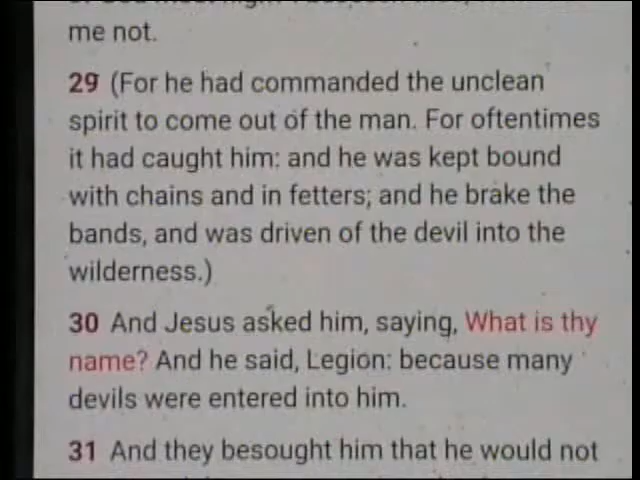 me not.
29 (For he had commanded the unclean
spirit to come out of the man. For oftentimes
it had caught him: and he was kept bound
with chains and in fetters; and he brake the
bands, and was driven of the devil into the
wilderness.)
30 And Jesus asked him, saying, What is thy
name? And he said, Legion: because many
devils were entered into him.
31 And they besought him that he would not